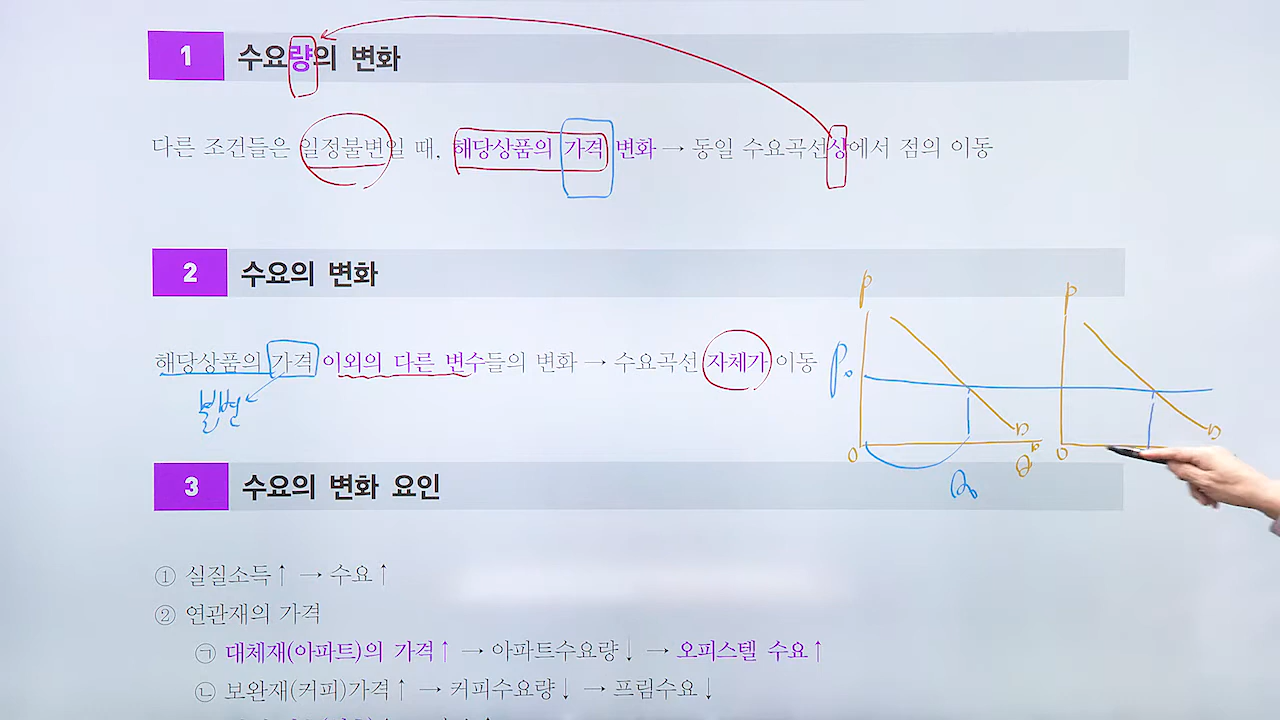 1 수요량의 변화
다른 조건들은 일정불변일 때, 해당상품의 가격 변화 → 동일 수요곡선상에서 점의 이동
2 수요의 변화
P P
해당상품의 가격 이외의 다른 변수들의 변화 → 수요곡선 자체가 이동
P₀
불변
D D
0 0
3 수요의 변화 요인
① 실질소득↑ → 수요↑
② 연관재의 가격
㉠ 대체재(아파트)의 가격↑ → 아파트수요량↓ → 오피스텔 수요↑
㉡ 보완재(커피)가격↑ → 커피수요량↓ → 프림수요↓